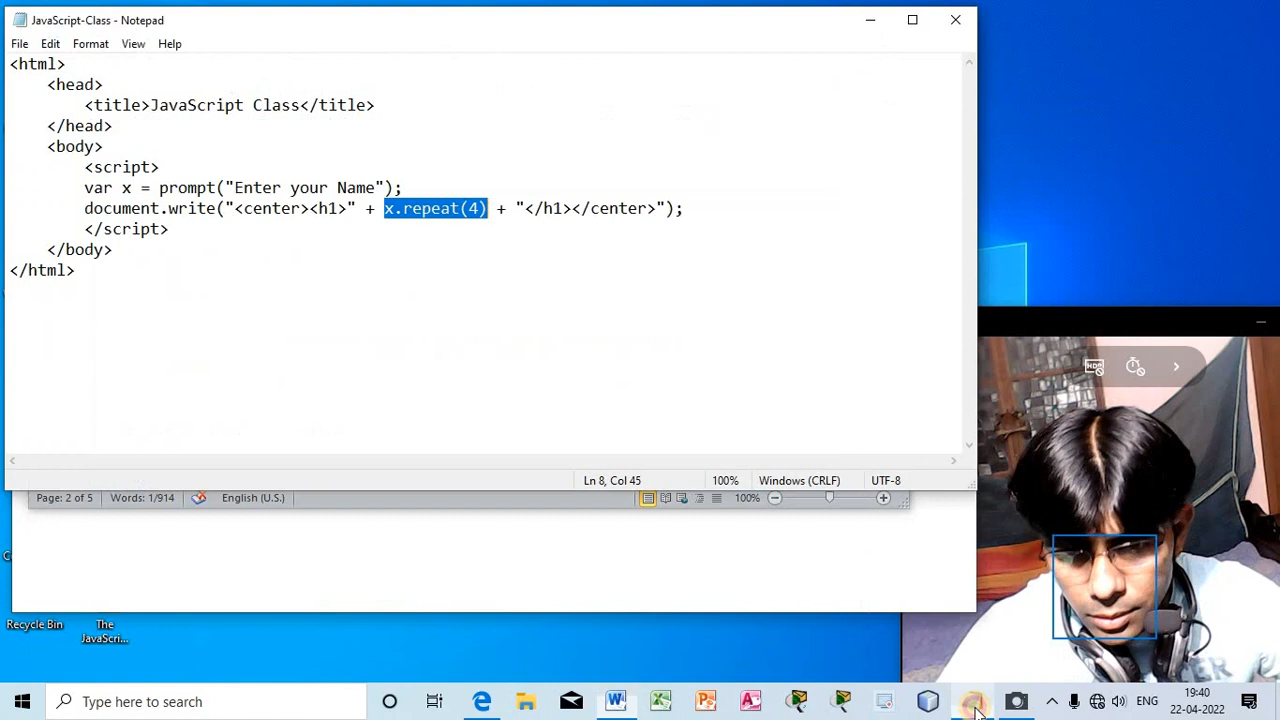 JavaScript-Class - Notepad
File Edit Format View Help
<html>
<head>
<title>JavaScript Class</title>
</head>
<body>
<script>
var x = prompt("Enter your Name");
document.write("<center><h1>" + x.repeat(4) + "</h1></center>");
</script>
</body>
</html>
HDR
Ln 8, Col 45 100% Windows (CRLF) UTF-8
Page: 2 of 5 Words: 1/914 English (U.S.) 100%
Recycle Bin
The
JavaScri...
Type here to search
ENG
19:40
22-04-2022